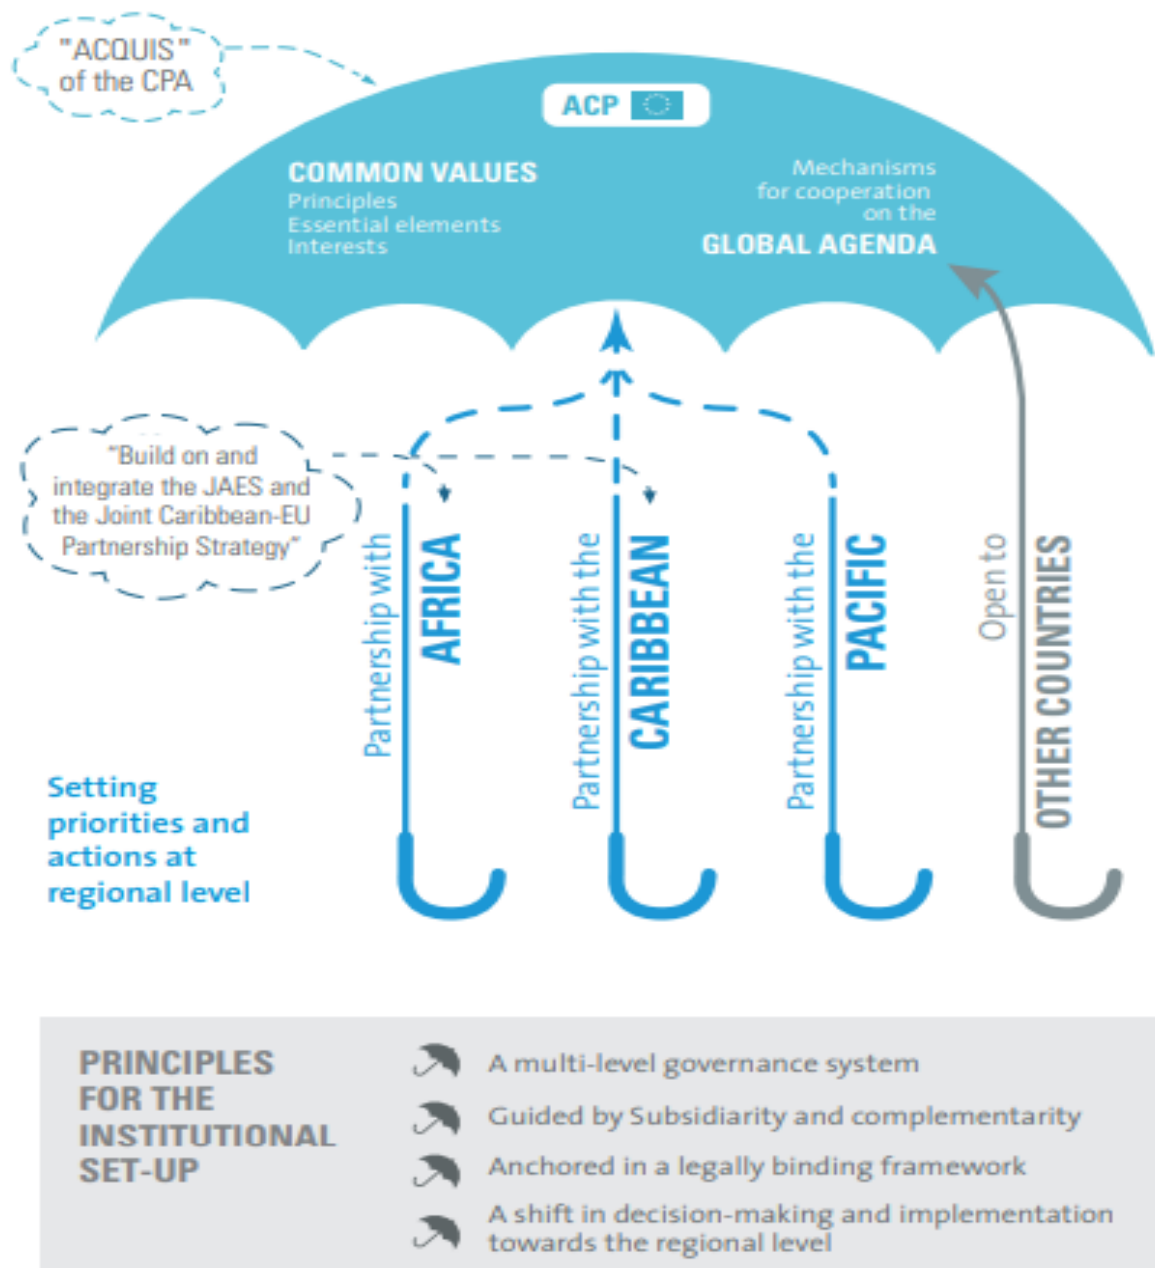 "ACQUIS"
of the CPA
ACP
COMMON VALUES
Principles
Essential elements
Interests
Mechanisms
for cooperation
on the
GLOBAL AGENDA
“Build on and
integrate the JAES and
the Joint Caribbean-EU
Partnership Strategy”
Partnership with
AFRICA
Partnership with the
CARIBBEAN
Partnership with the
PACIFIC
Open to
OTHER COUNTRIES
Setting
priorities and
actions at
regional level
PRINCIPLES
FOR THE
INSTITUTIONAL
SET-UP
A multi-level governance system
Guided by Subsidiarity and complementarity
Anchored in a legally binding framework
A shift in decision-making and implementation
towards the regional level